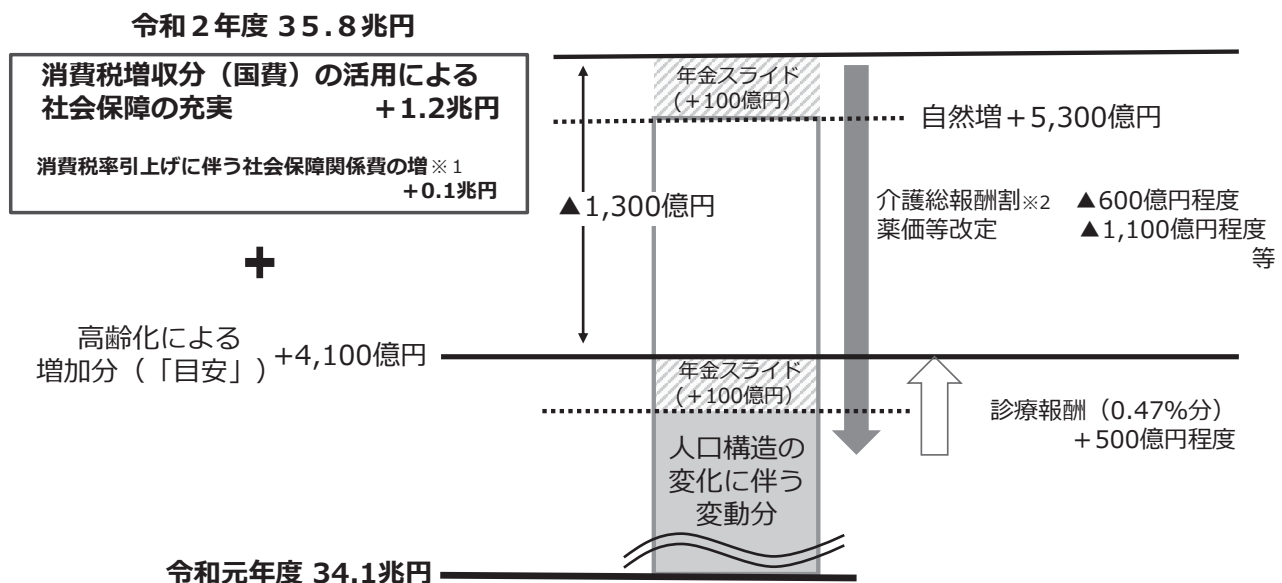 令和２年度 35.8兆円
消費税増収分（国費）の活用による
社会保障の充実　　　　+1.2兆円
消費税率引上げに伴う社会保障関係費の増※１
+0.1兆円
+
高齢化による
増加分（「目安」）+4,100億円
令和元年度 34.1兆円
▲1,300億円
年金スライド
(＋100億円)
年金スライド
(＋100億円)
人口構造の
変化に伴う
変動分
自然増＋5,300億円
介護総報酬割※2　▲600億円程度
薬価等改定　　　▲1,100億円程度
等
診療報酬（0.47%分）
＋500億円程度